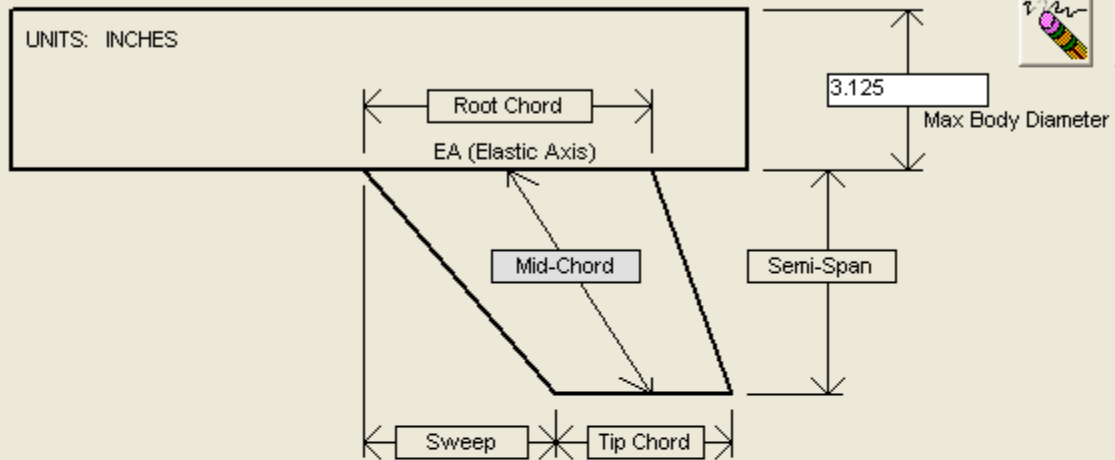 UNITS: INCHES
3.125
Max Body Diameter
Root Chord
EA (Elastic Axis)
Mid-Chord
Semi-Span
Sweep
Tip Chord